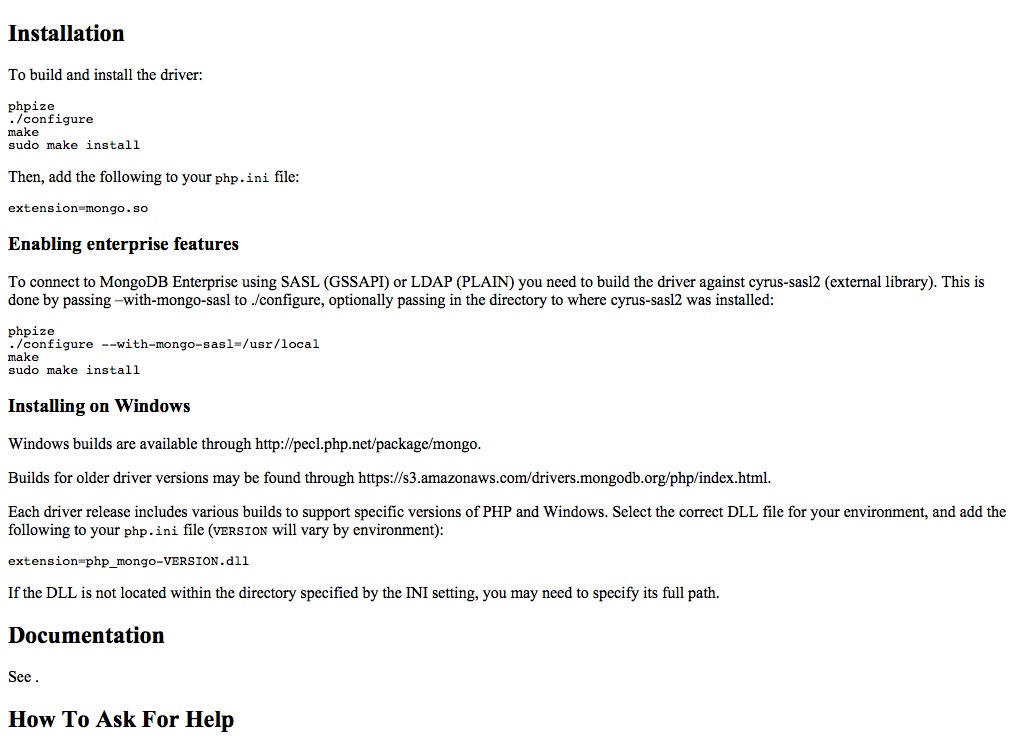 Installation
To build and install the driver:
phpize
./configure
make
sudo make install
Then, add the following to your php.ini file:
extension=mongo.so
Enabling enterprise features
To connect to MongoDB Enterprise using SASL (GSSAPI) or LDAP (PLAIN) you need to build the driver against cyrus-sasl2 (external library). This is
done by passing –with-mongo-sasl to ./configure, optionally passing in the directory to where cyrus-sasl2 was installed:
phpize
./configure --with-mongo-sasl=/usr/local
make
sudo make install
Installing on Windows
Windows builds are available through http://pecl.php.net/package/mongo.
Builds for older driver versions may be found through https://s3.amazonaws.com/drivers.mongodb.org/php/index.html.
Each driver release includes various builds to support specific versions of PHP and Windows. Select the correct DLL file for your environment, and add the
following to your php.ini file (VERSION will vary by environment):
extension=php_mongo-VERSION.dll
If the DLL is not located within the directory specified by the INI setting, you may need to specify its full path.
Documentation
See .
How To Ask For Help